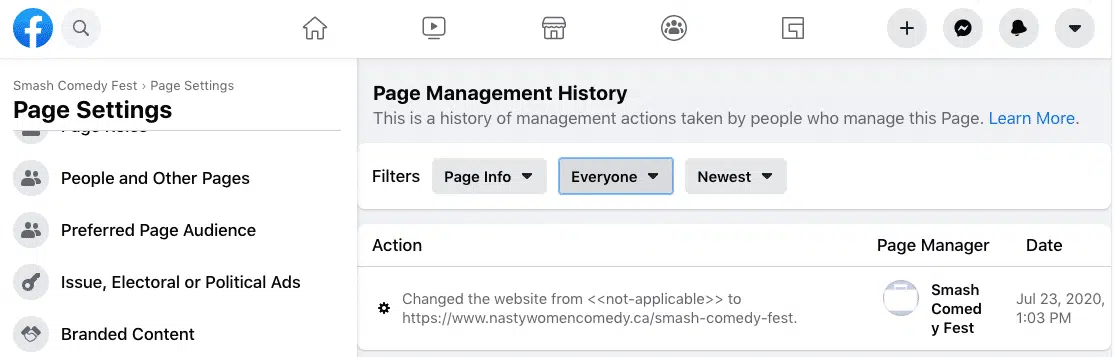 Smash Comedy Fest › Page Settings
Page Settings
Page Roles
People and Other Pages
Preferred Page Audience
Issue, Electoral or Political Ads
Branded Content
Page Management History
This is a history of management actions taken by people who manage this Page. Learn More.
Filters Page Info Everyone Newest
Action Page Manager Date
Changed the website from <<not-applicable>> to
https://www.nastywomencomedy.ca/smash-comedy-fest.
Smash
Comed
y Fest
Jul 23, 2020,
1:03 PM